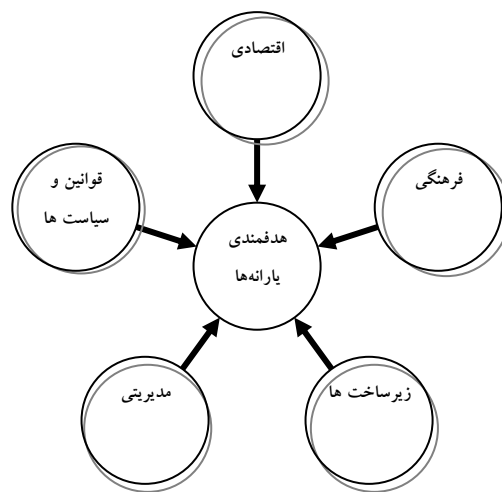 اقتصادی
فرهنگی
قوانین و
سیاست ها
هدفمندی
یارانه‌ها
زیرساخت ها
مدیریتی